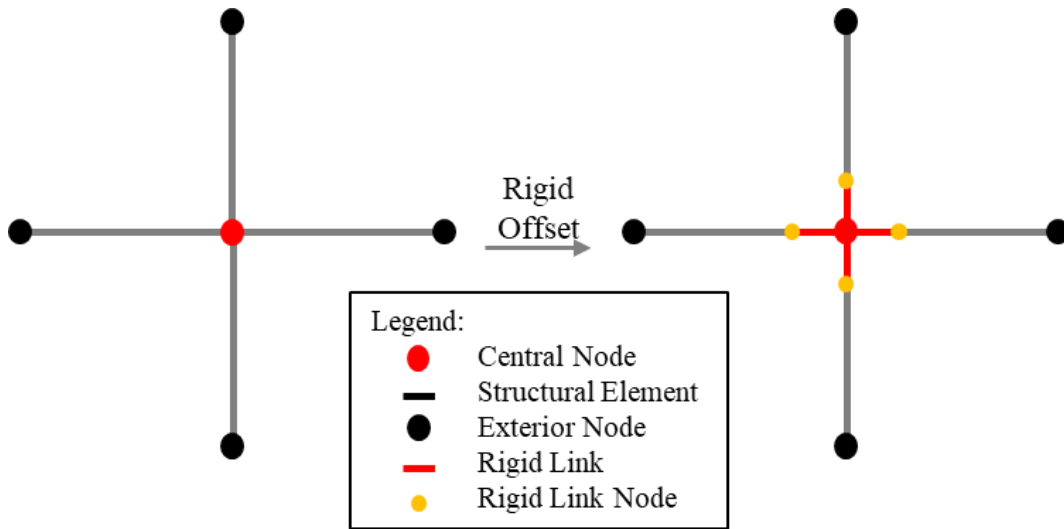 Rigid
Offset
Legend:
Central Node
Structural Element
Exterior Node
Rigid Link
Rigid Link Node